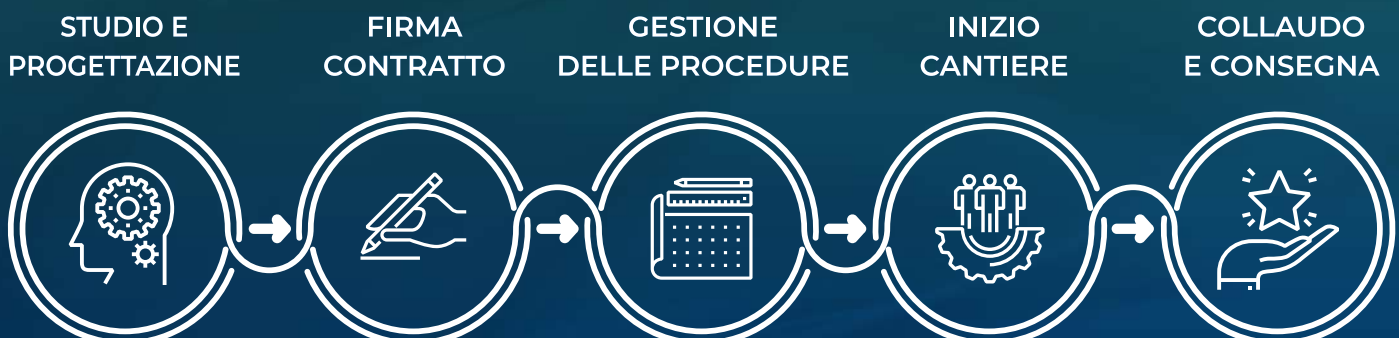 STUDIO E
PROGETTAZIONE
FIRMA
CONTRATTO
GESTIONE
DELLE PROCEDURE
INIZIO
CANTIERE
COLLAUDO
E CONSEGNA